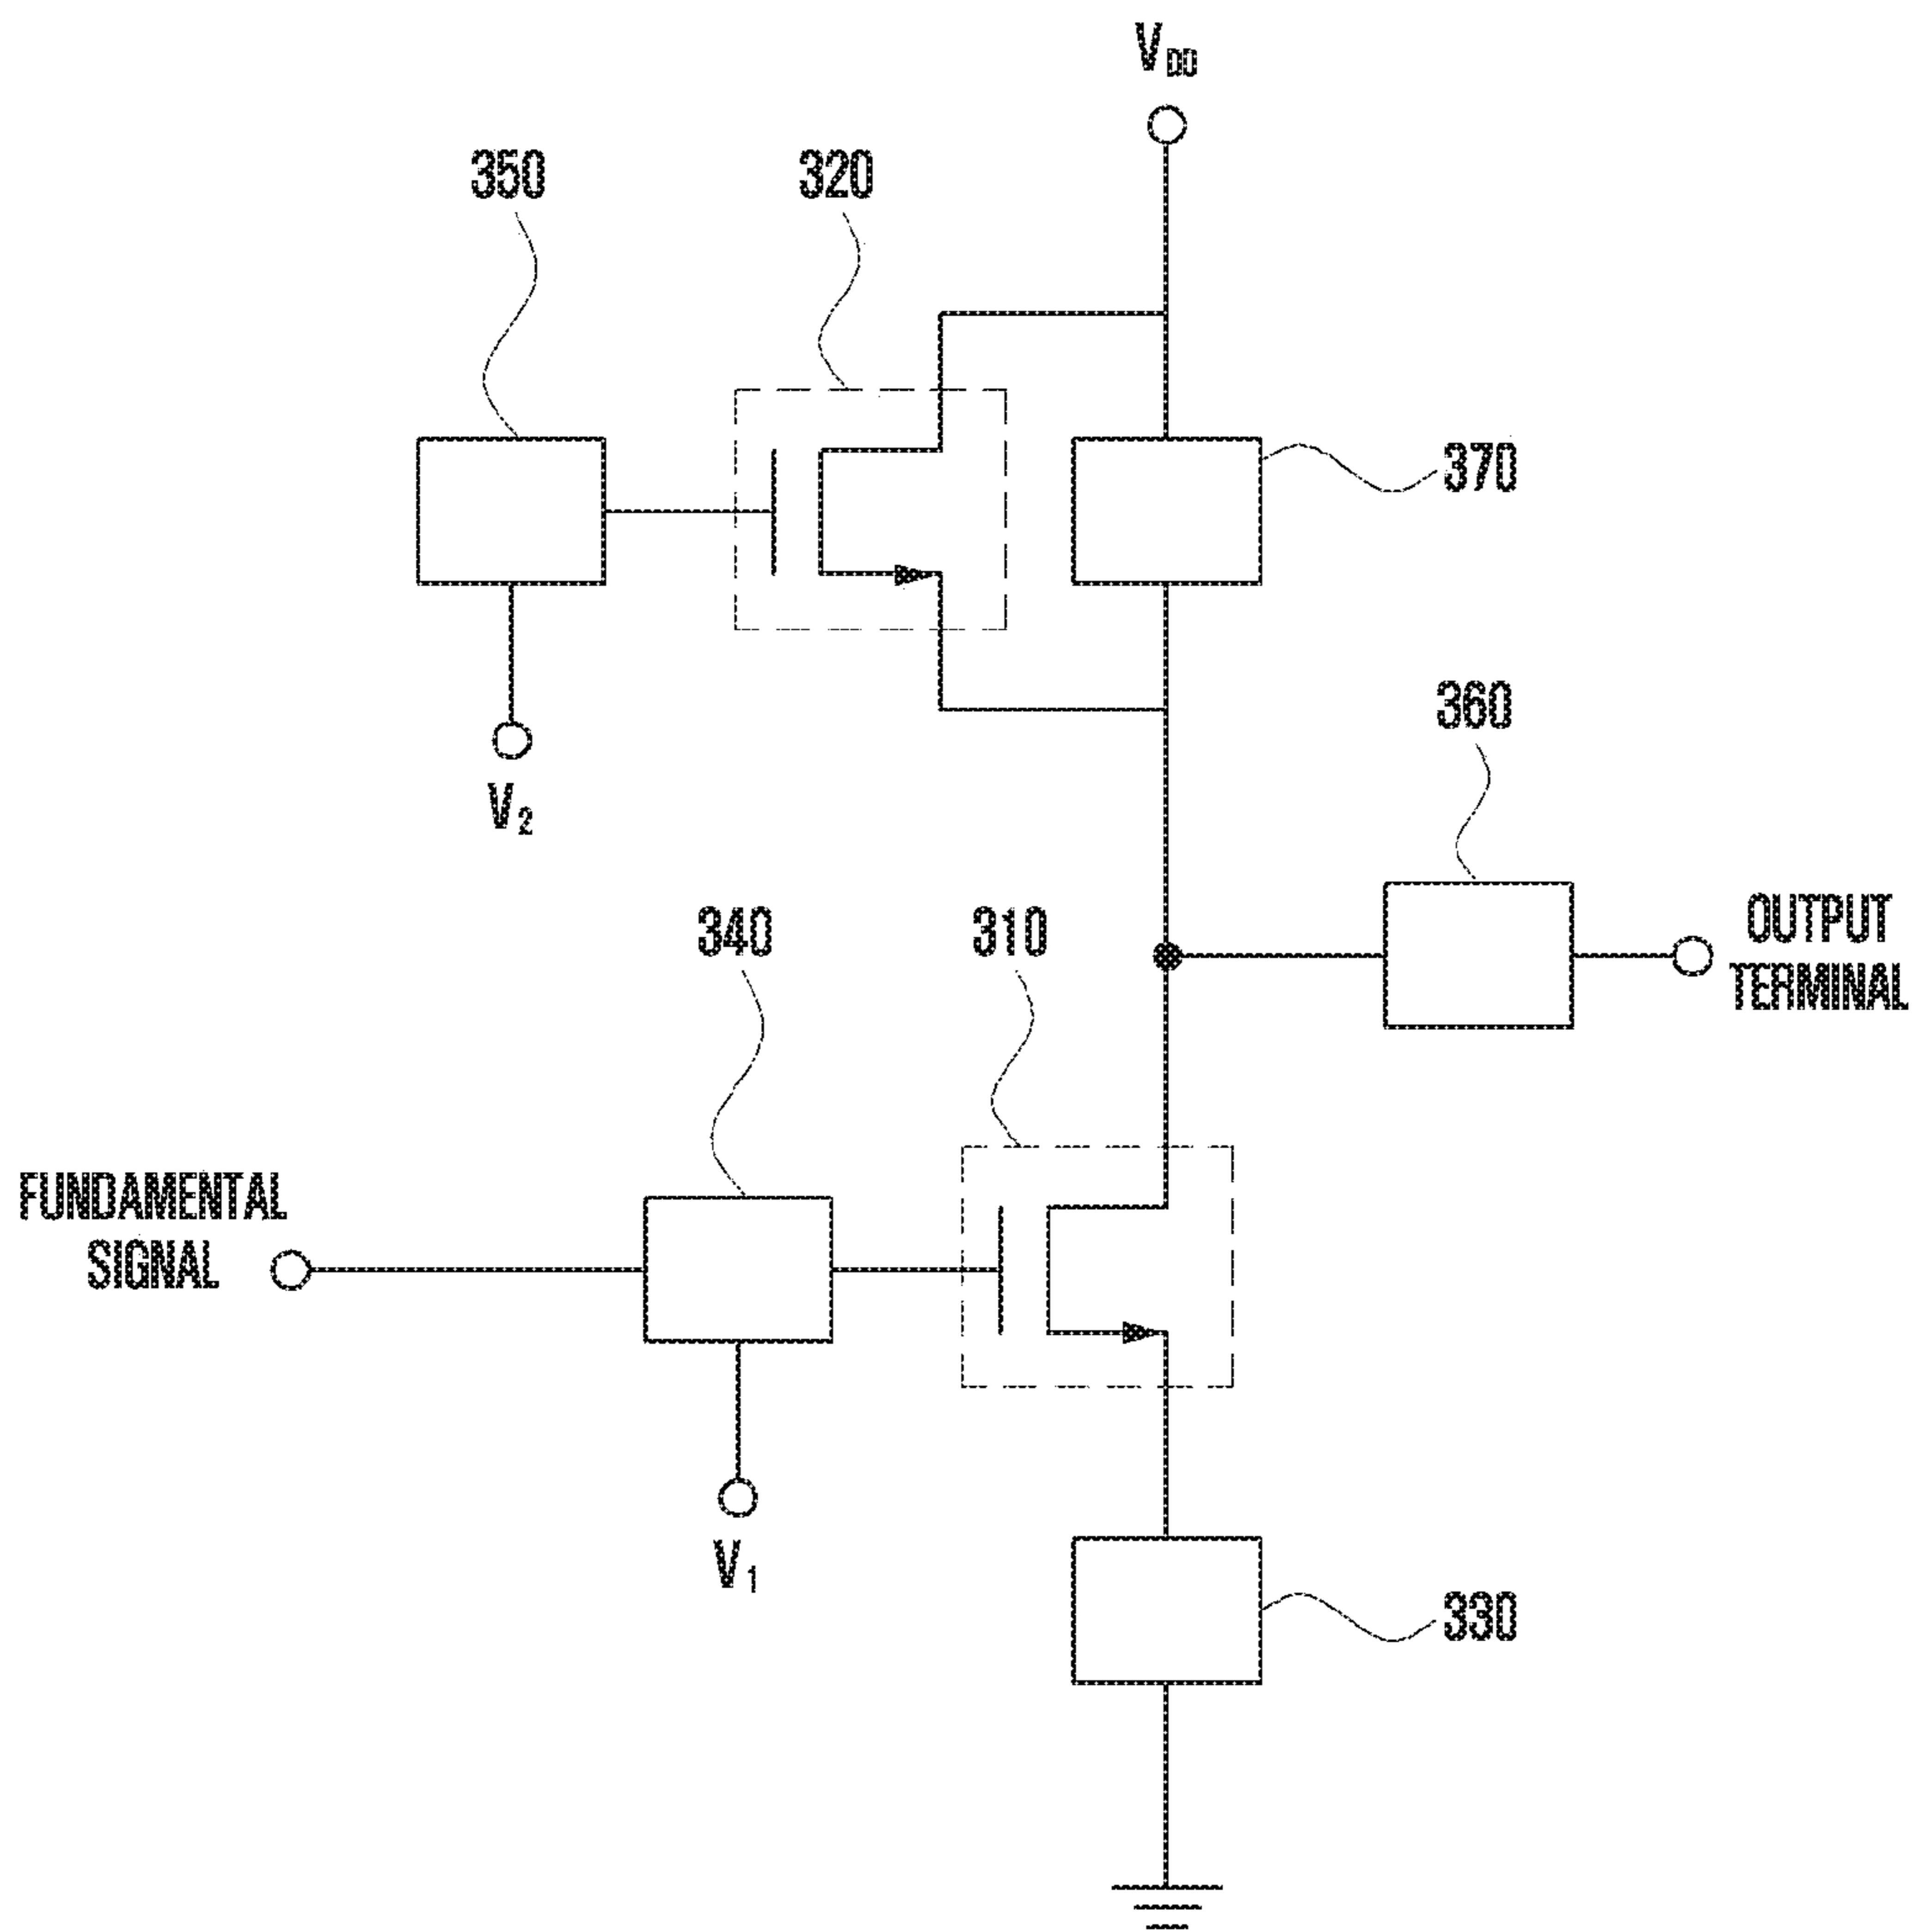 V_DD
350
320
370
V_2
360
340
310
OUTPUT
TERMINAL
FUNDAMENTAL
SIGNAL
V_1
330